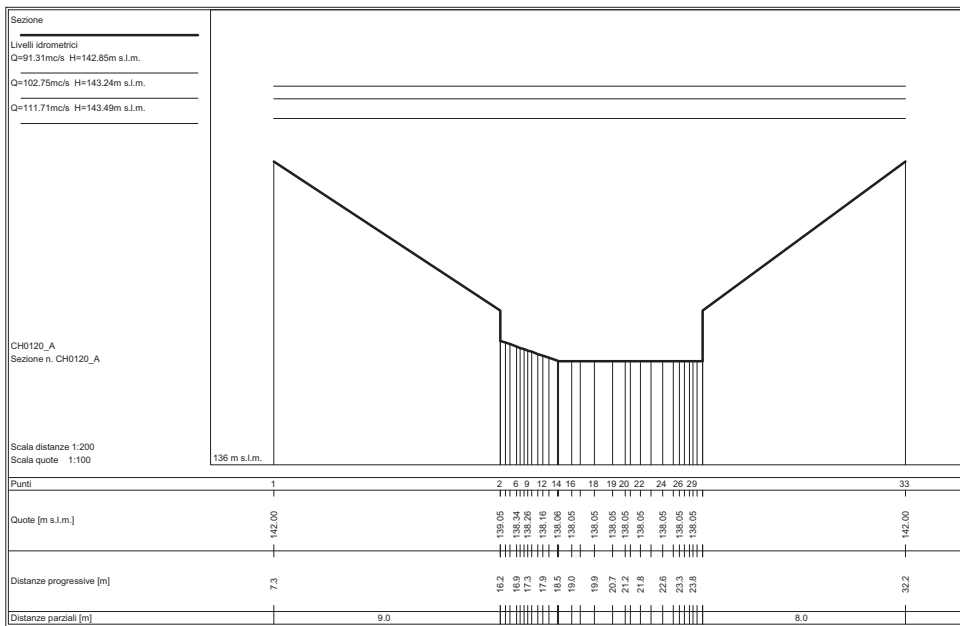 Sezione
Livelli idrometrici
Q=91.31mc/s H=142.85m s.l.m.
Q=102.75mc/s H=143.24m s.l.m.
Q=111.71mc/s H=143.49m s.l.m.
CH0120_A
Sezione n. CH0120_A
Scala distanze 1:200
Scala quote 1:100
136 m s.l.m.
Punti 1 2 6 9 12 14 16 18 19 20 22 24 26 29 33
Quote [m s.l.m.] 142.00 139.05 138.34 138.26 138.16 138.06 138.05 138.05 138.05 138.05 138.05 138.05 138.05 138.05 142.00
Distanze progressive [m] 7.3 16.2 16.9 17.3 17.9 18.5 19.0 19.9 20.7 21.2 21.8 22.6 23.3 23.8 32.2
Distanze parziali [m] 9.0 8.0